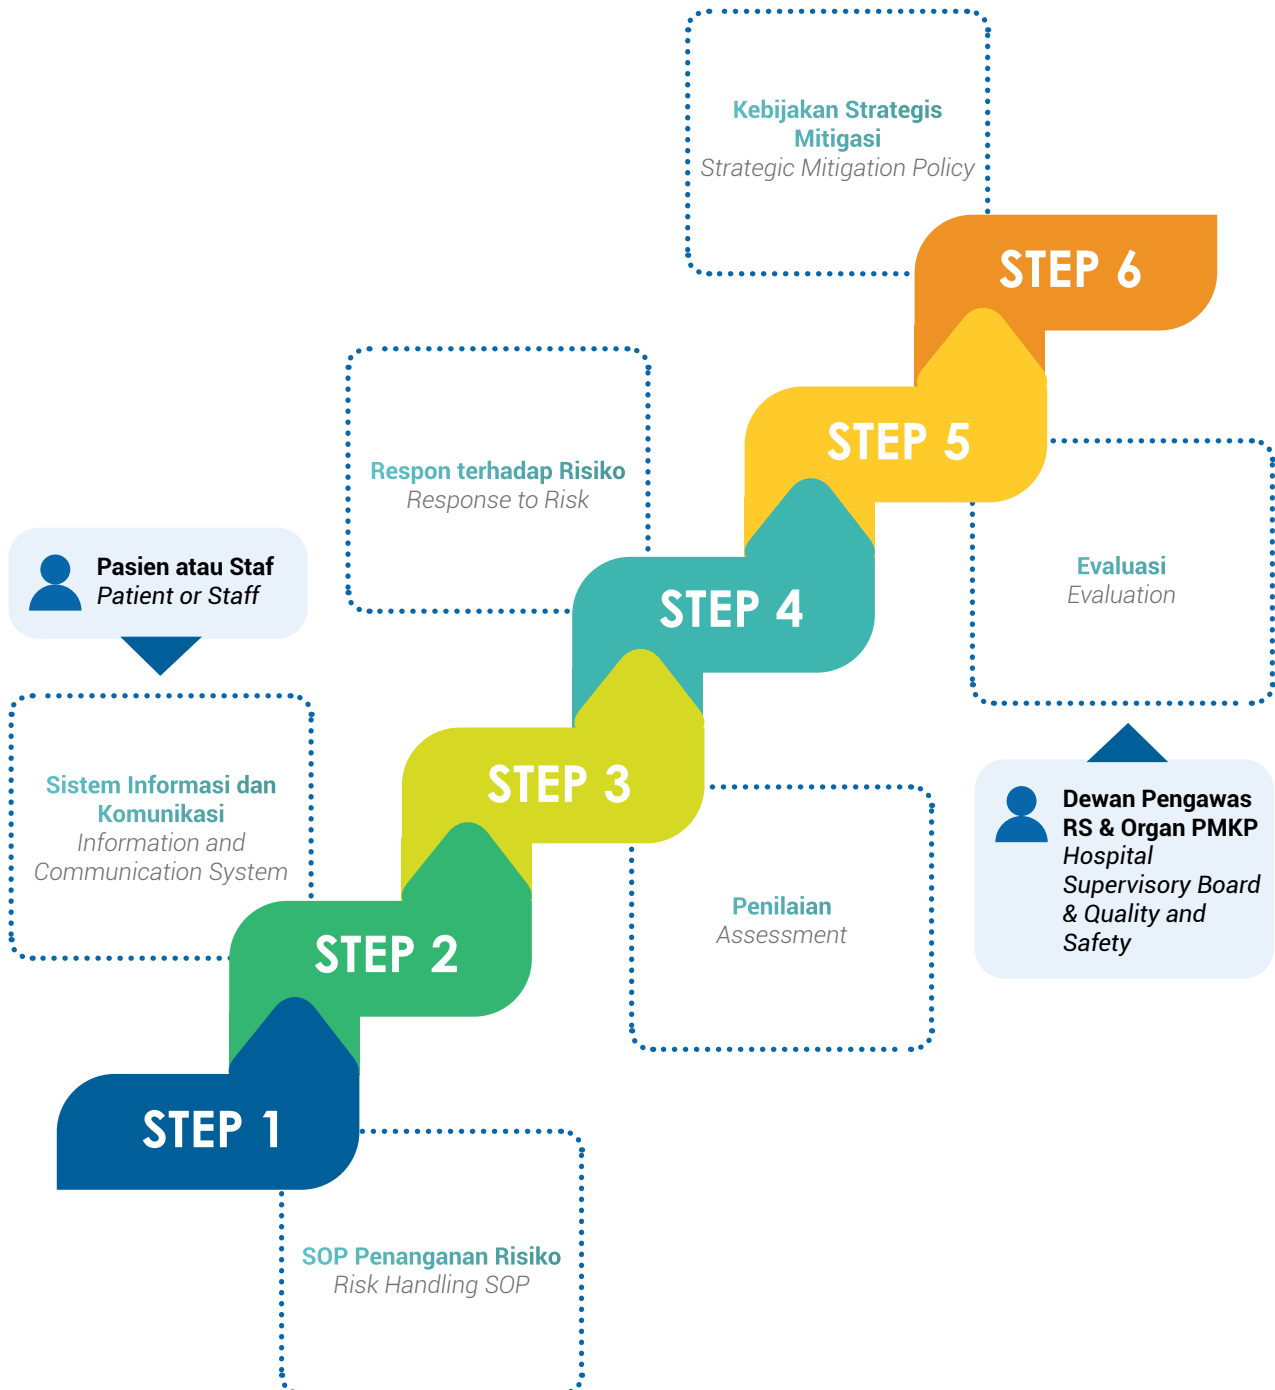 Kebijakan Strategis
Mitigasi
Strategic Mitigation Policy
STEP 6
Respon terhadap Risiko
Response to Risk
STEP 5
Evaluasi
Evaluation
Pasien atau Staf
Patient or Staff
STEP 4
Sistem Informasi dan
Komunikasi
Information and
Communication System
STEP 3
Dewan Pengawas
RS & Organ PMKP
Hospital
Supervisory Board
& Quality and
Safety
Penilaian
Assessment
STEP 2
STEP 1
SOP Penanganan Risiko
Risk Handling SOP